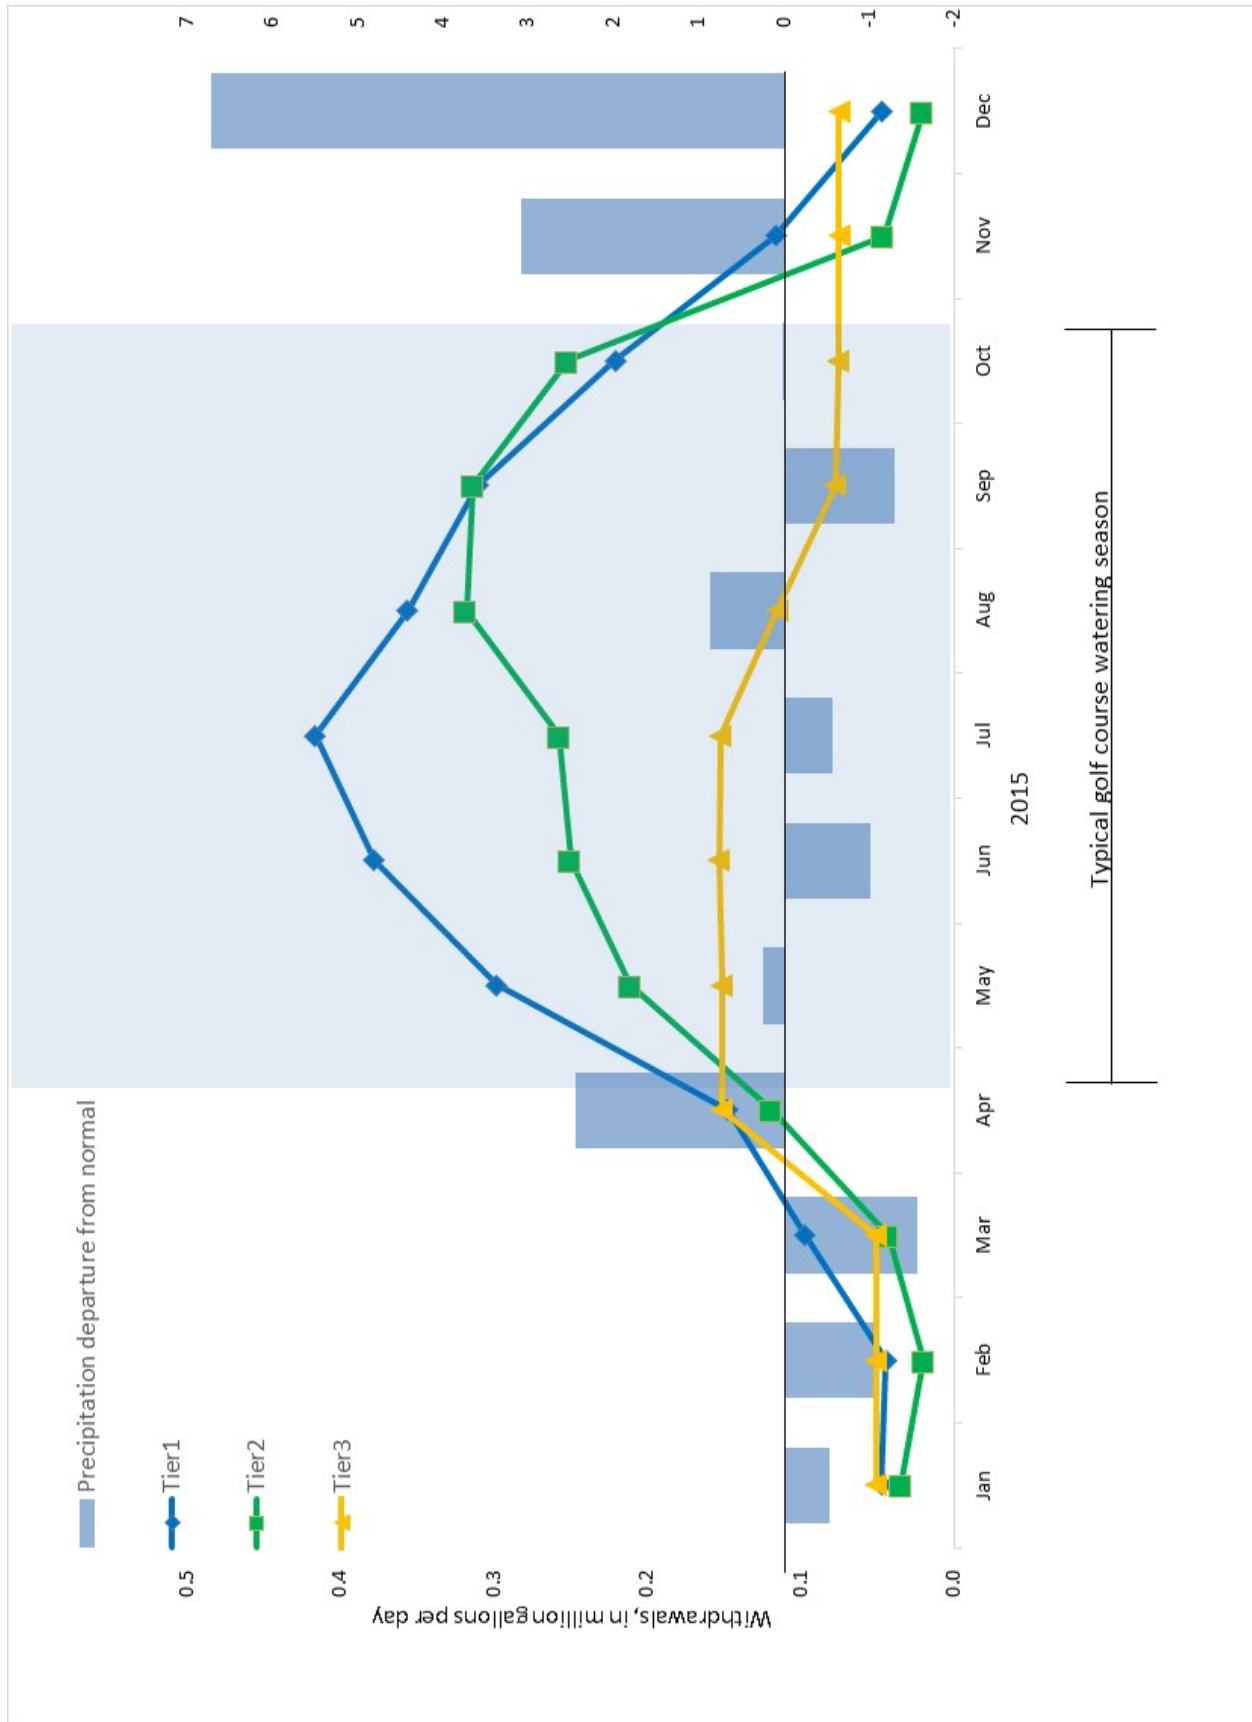 Precipitation departure from normal
Tier1
Tier2
Tier3
Withdrawals, in million gallons per day
0.5
0.4
0.3
0.2
0.1
0.0
7
6
5
4
3
2
1
0
-1
-2
Jan Feb Mar Apr May Jun Jul Aug Sep Oct Nov Dec
2015
Typical golf course watering season